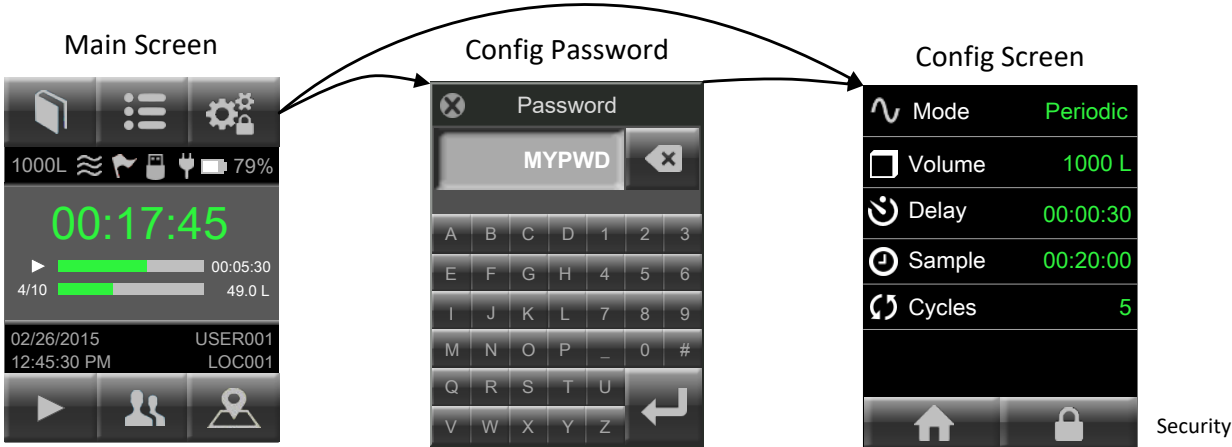 Main Screen
1000L 79%
00:17:45
00:05:30
4/10 49.0 L
02/26/2015 USER001
12:45:30 PM LOC001
Config Password
Password
MYPWD
A B C D 1 2 3
E F G H 4 5 6
I J K L 7 8 9
M N O P _ 0 #
Q R S T U
V W X Y Z
Config Screen
Mode Periodic
Volume 1000 L
Delay 00:00:30
Sample 00:20:00
Cycles 5
Security